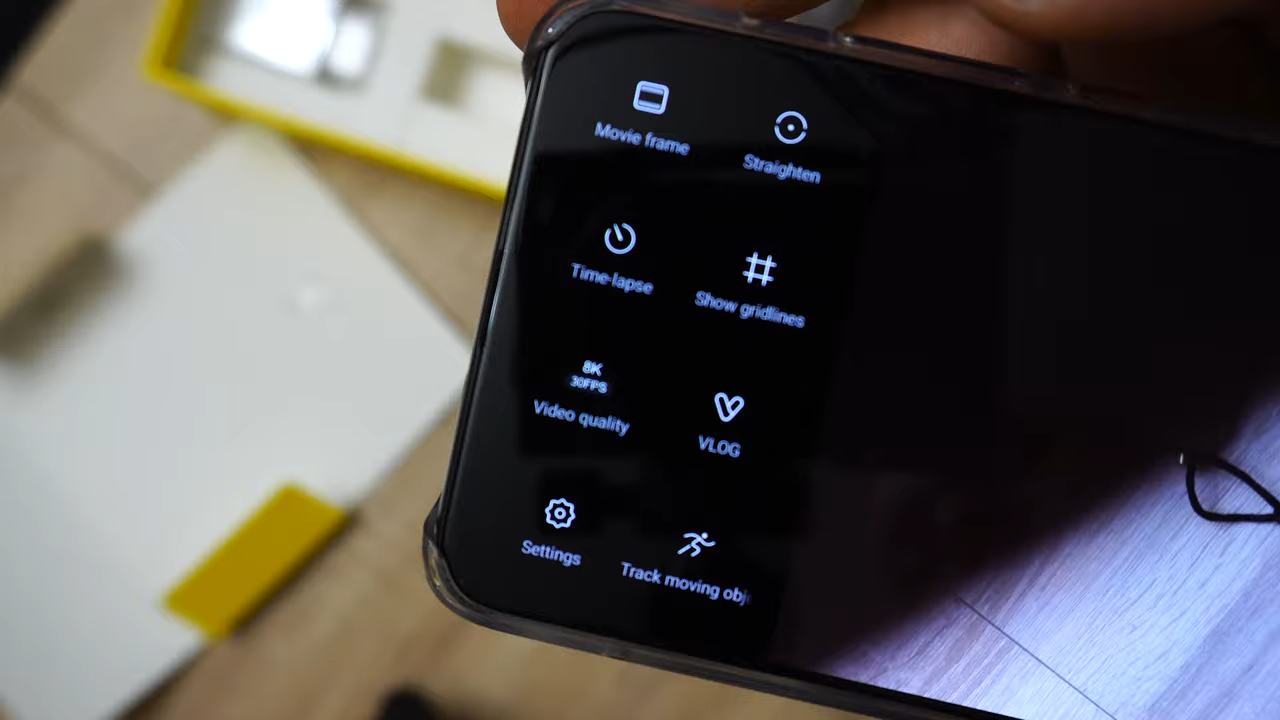 Movie frame
Straighten
Time-lapse
Show gridlines
8K
30FPS
Video quality
VLOG
Settings
Track moving obj